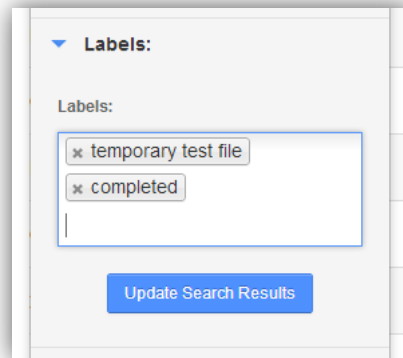 Labels:
Labels:
× temporary test file
× completed
Update Search Results